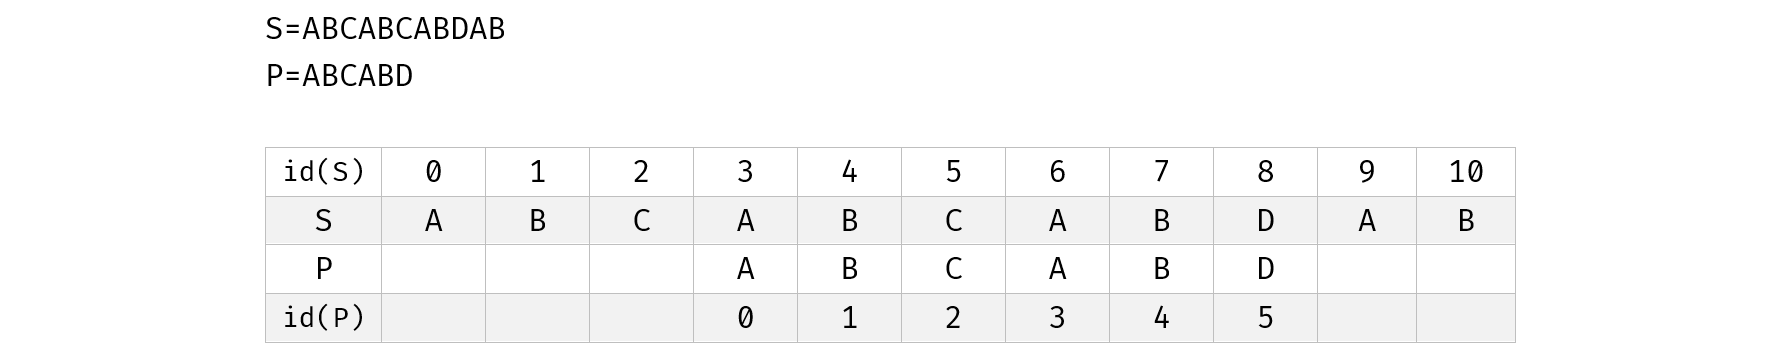 S=ABCABCABDAB
P=ABCABD
id(S) 0 1 2 3 4 5 6 7 8 9 10
S A B C A B C A B D A B
P A B C A B D
id(P) 0 1 2 3 4 5